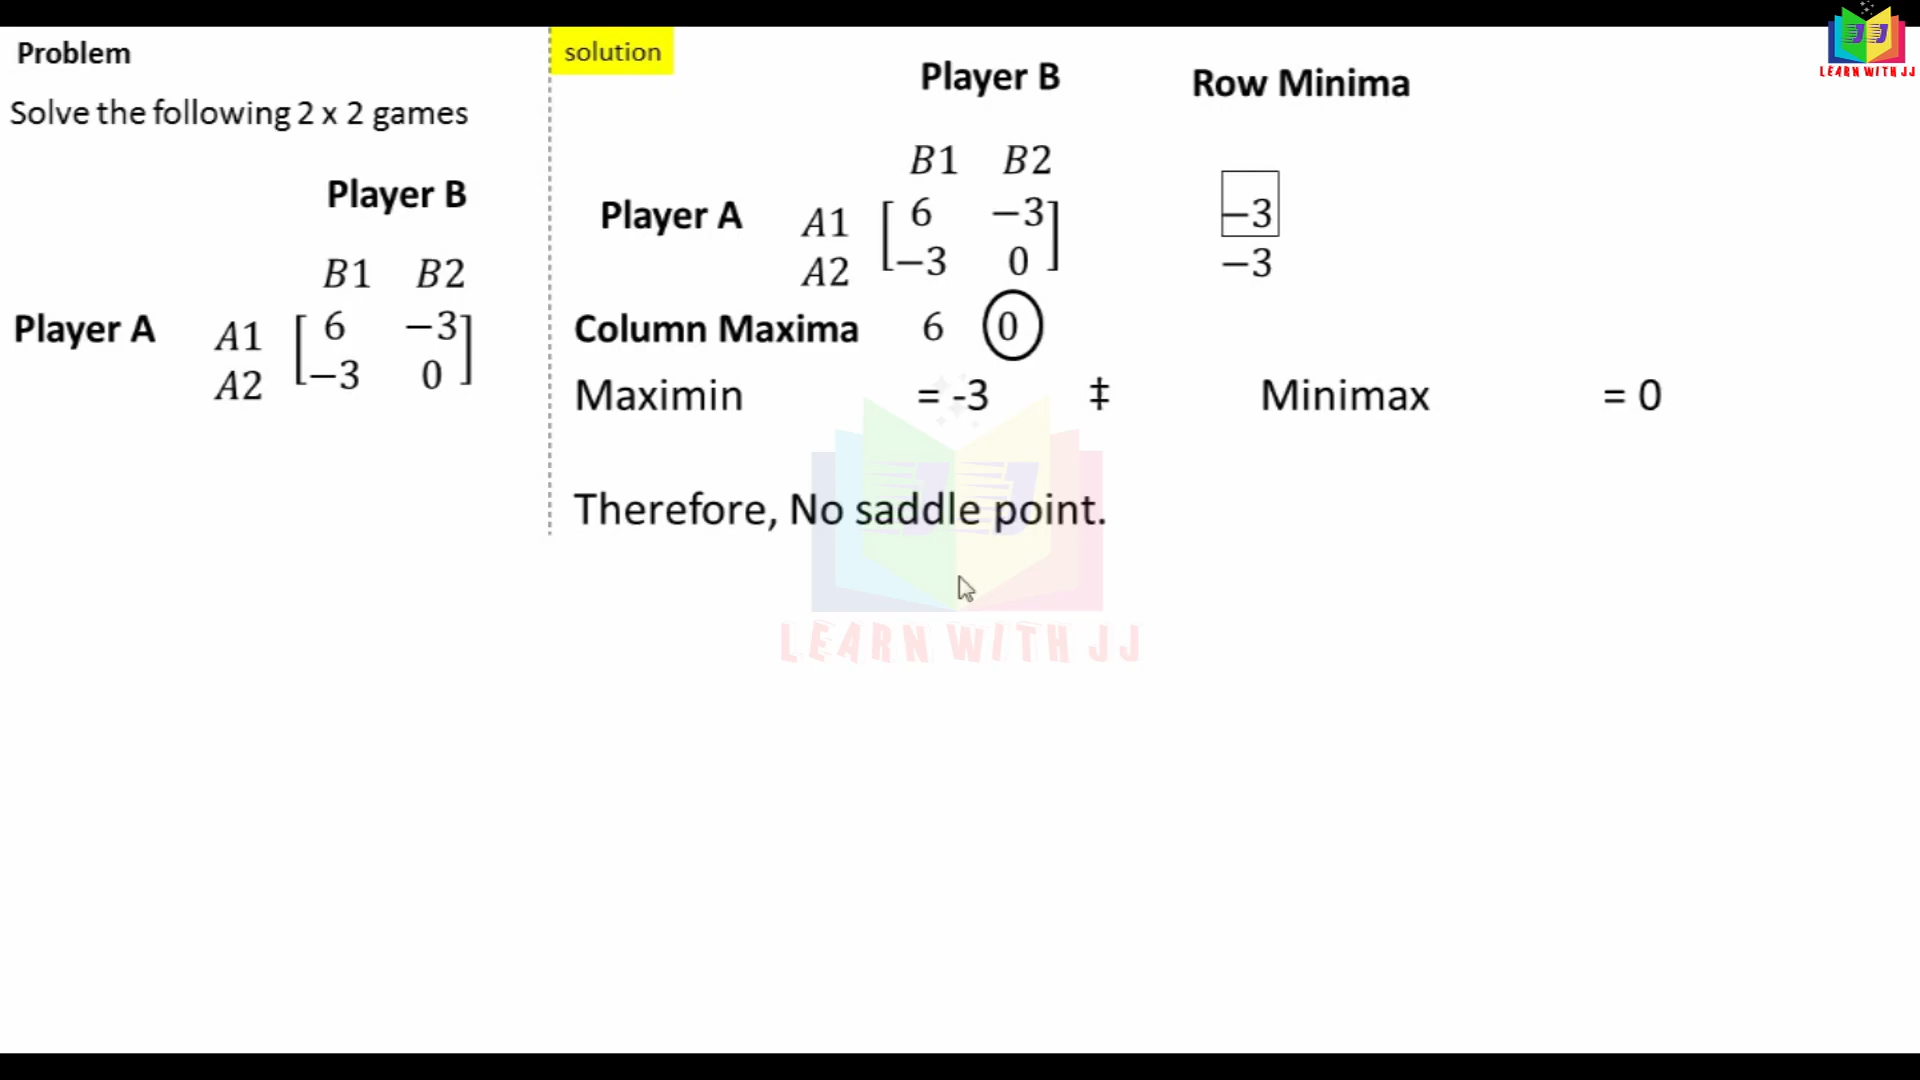 Problem
Solve the following 2 x 2 games
Player B
B1 B2
Player A A1 [ 6 −3 ]
A2 [ −3 0 ]
solution
Player B Row Minima
B1 B2
Player A A1 [ 6 −3 ] −3
A2 [ −3 0 ] −3
Column Maxima 6 0
Maximin = -3 ‡ Minimax = 0
Therefore, No saddle point.
JJ
LEARN WITH JJ
JJ
LEARN WITH JJ